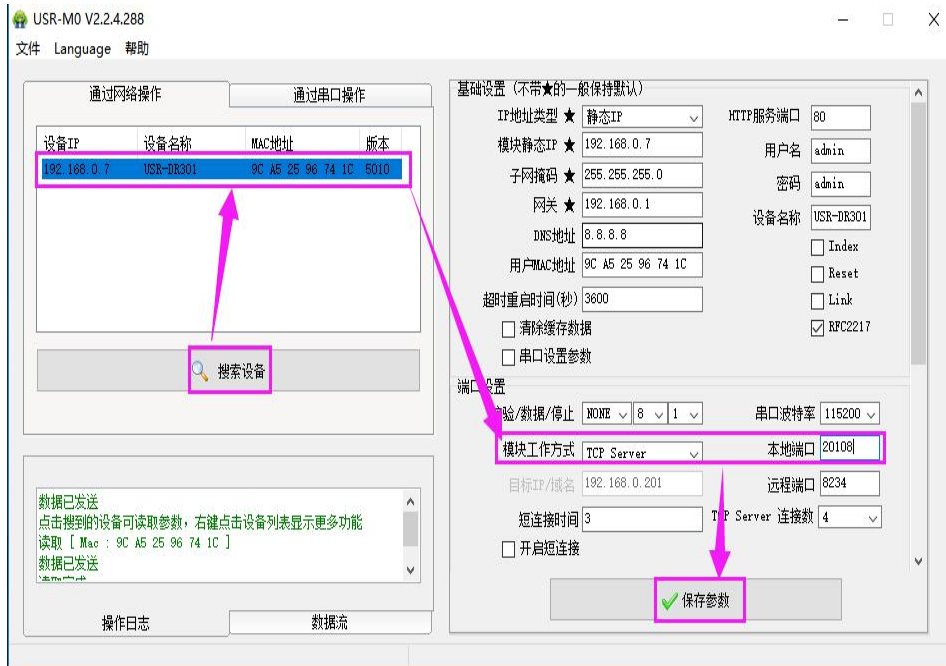 USR-M0 V2.2.4.288
文件 Language 帮助
通过网络操作 通过串口操作
设备IP 设备名称 MAC地址 版本
192.168.0.7 USR-DR301 9C A5 25 96 74 1C 5010
搜索设备
数据已发送
点击搜到的设备可读取参数，右键点击设备列表显示更多功能
读取 [ Mac : 9C A5 25 96 74 1C ]
数据已发送
操作日志 数据流
基础设置 (不带★的一般保持默认)
IP地址类型 ★ 静态IP
模块静态IP ★ 192.168.0.7
子网掩码 ★ 255.255.255.0
网关 ★ 192.168.0.1
DNS地址 8.8.8.8
用户MAC地址 9C A5 25 96 74 1C
超时重启时间(秒) 3600
清除缓存数据
串口设置参数
HTTP服务端口 80
用户名 admin
密码 admin
设备名称 USR-DR301
Index
Reset
Link
RFC2217
端口设置
验/数据/停止 NONE 8 1 串口波特率 115200
模块工作方式 TCP Server 本地端口 20108
目标IP/域名 192.168.0.201 远程端口 8234
短连接时间 3 TCP Server 连接数 4
开启短连接
保存参数